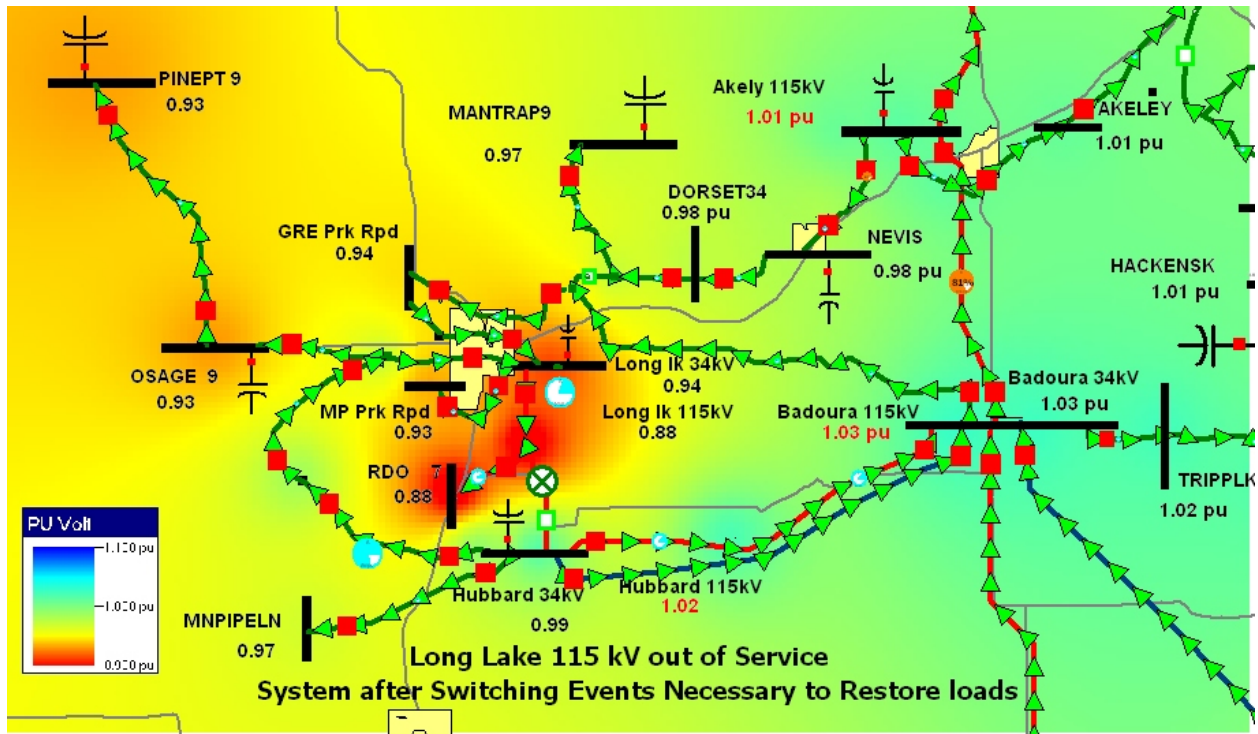 PINEPT 9
0.93
MANTRAP9
0.97
Akely 115kV
1.01 pu
AKELEY
1.01 pu
DORSET34
0.98 pu
GRE Prk Rpd
0.94
NEVIS
0.98 pu
HACKENSK
1.01 pu
81%
OSAGE 9
0.93
Long lk 34kV
0.94
MP Prk Rpd
0.93
Long lk 115kV
0.88
Badoura 34kV
1.03 pu
Badoura 115kV
1.03 pu
RDO 7
0.88
TRIPPLK
1.02 pu
PU Volt
1.100 pu
1.000 pu
0.900 pu
Hubbard 34kV
0.99
Hubbard 115kV
1.02
MNPIPELN
0.97
Long Lake 115 kV out of Service
System after Switching Events Necessary to Restore loads